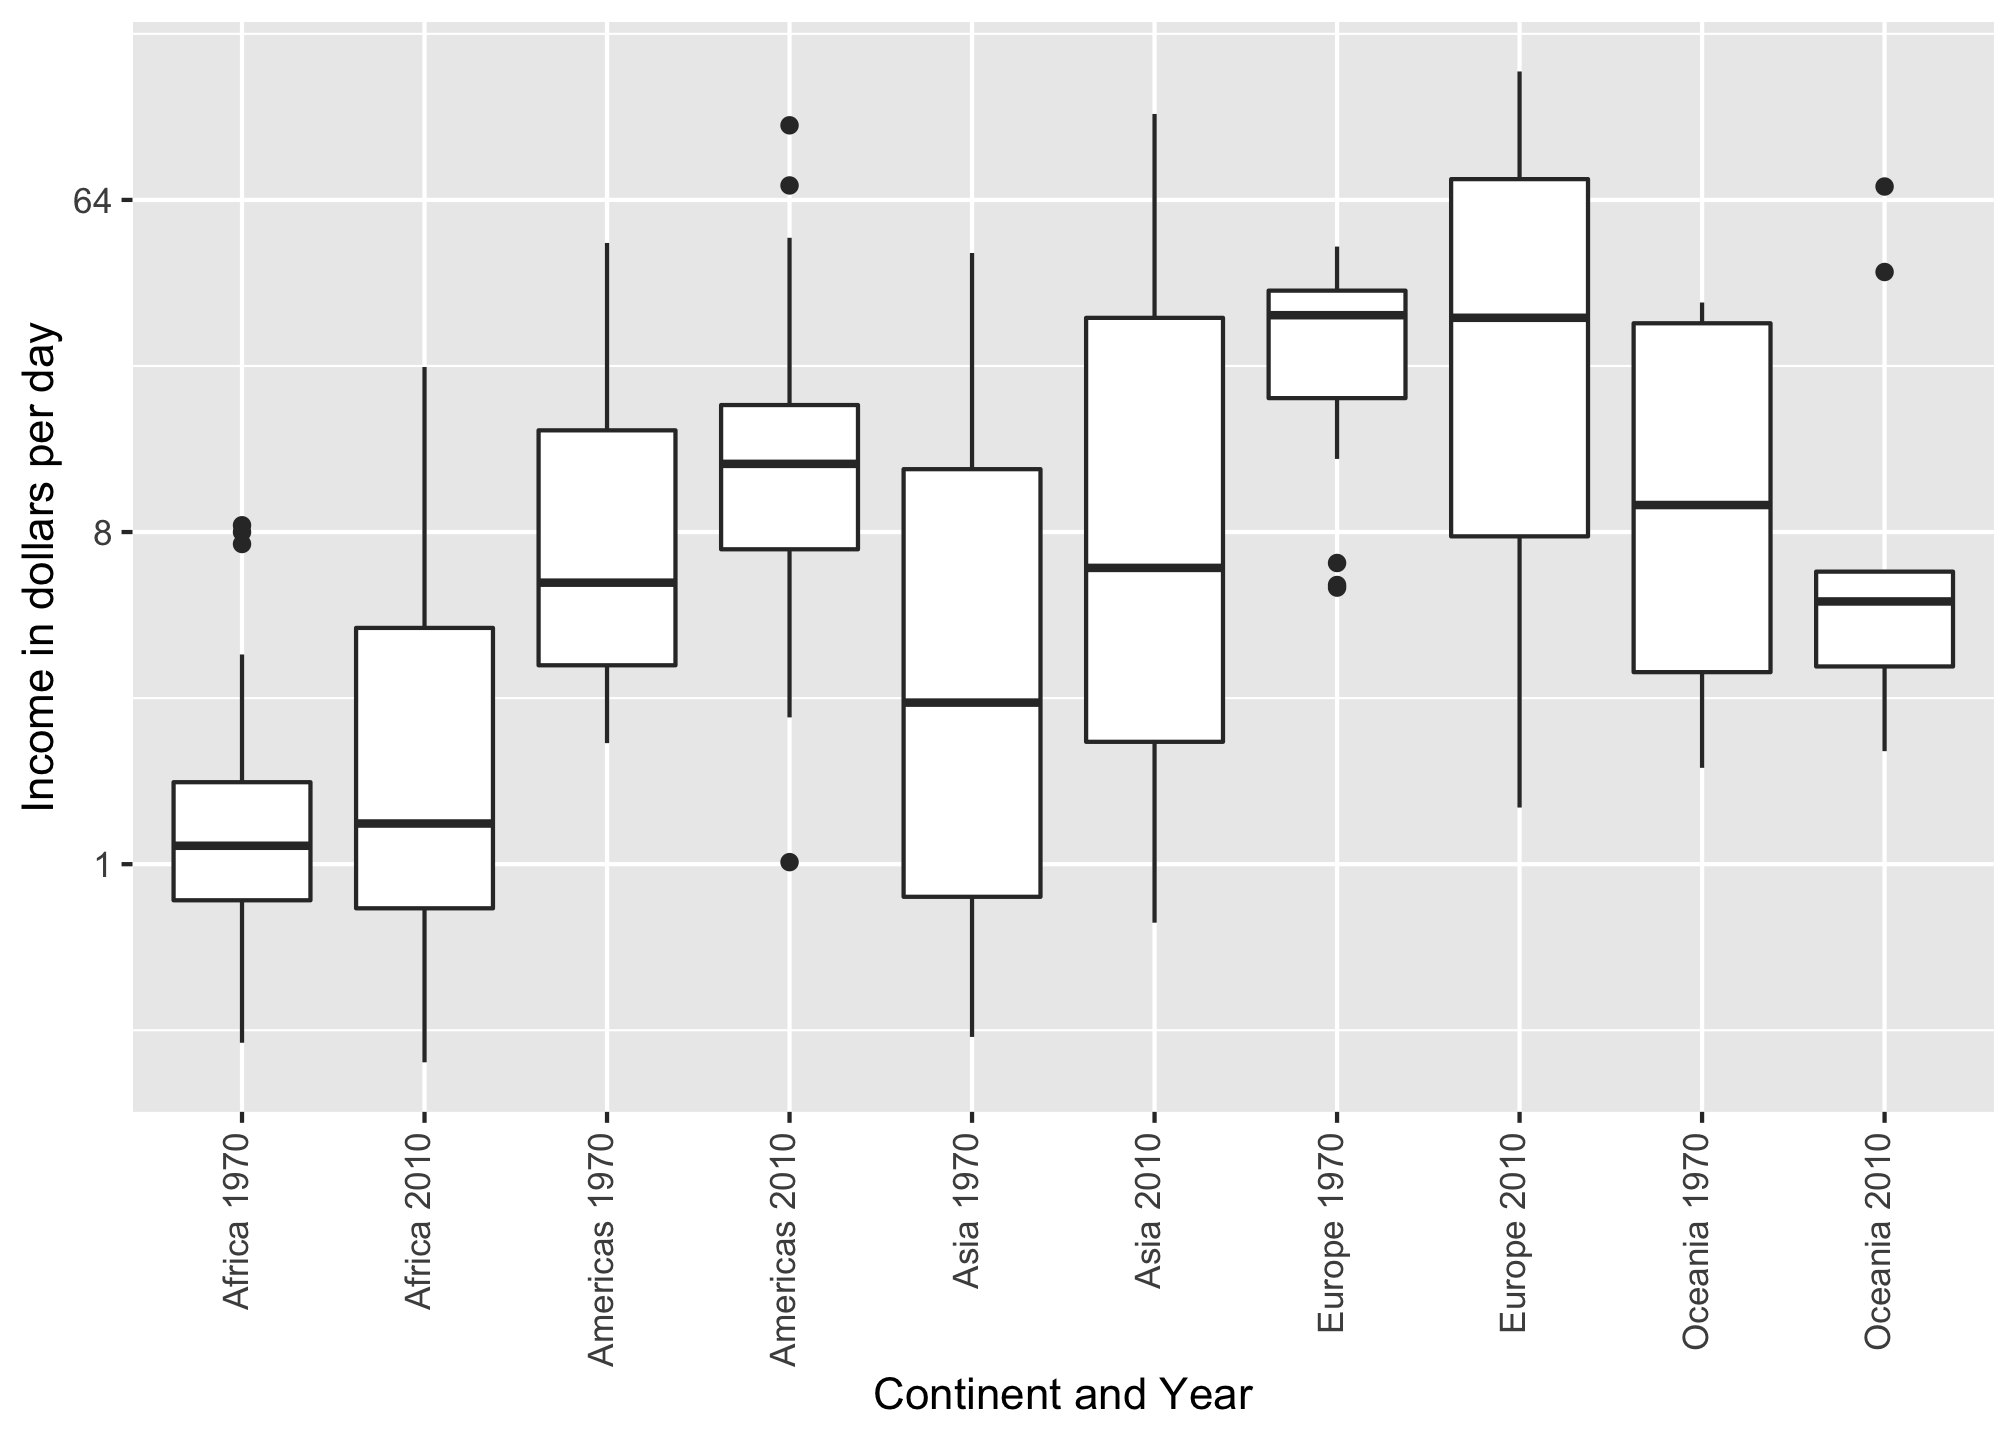 Income in dollars per day
64
8
1
Africa 1970
Africa 2010
Americas 1970
Americas 2010
Asia 1970
Asia 2010
Europe 1970
Europe 2010
Oceania 1970
Oceania 2010
Continent and Year